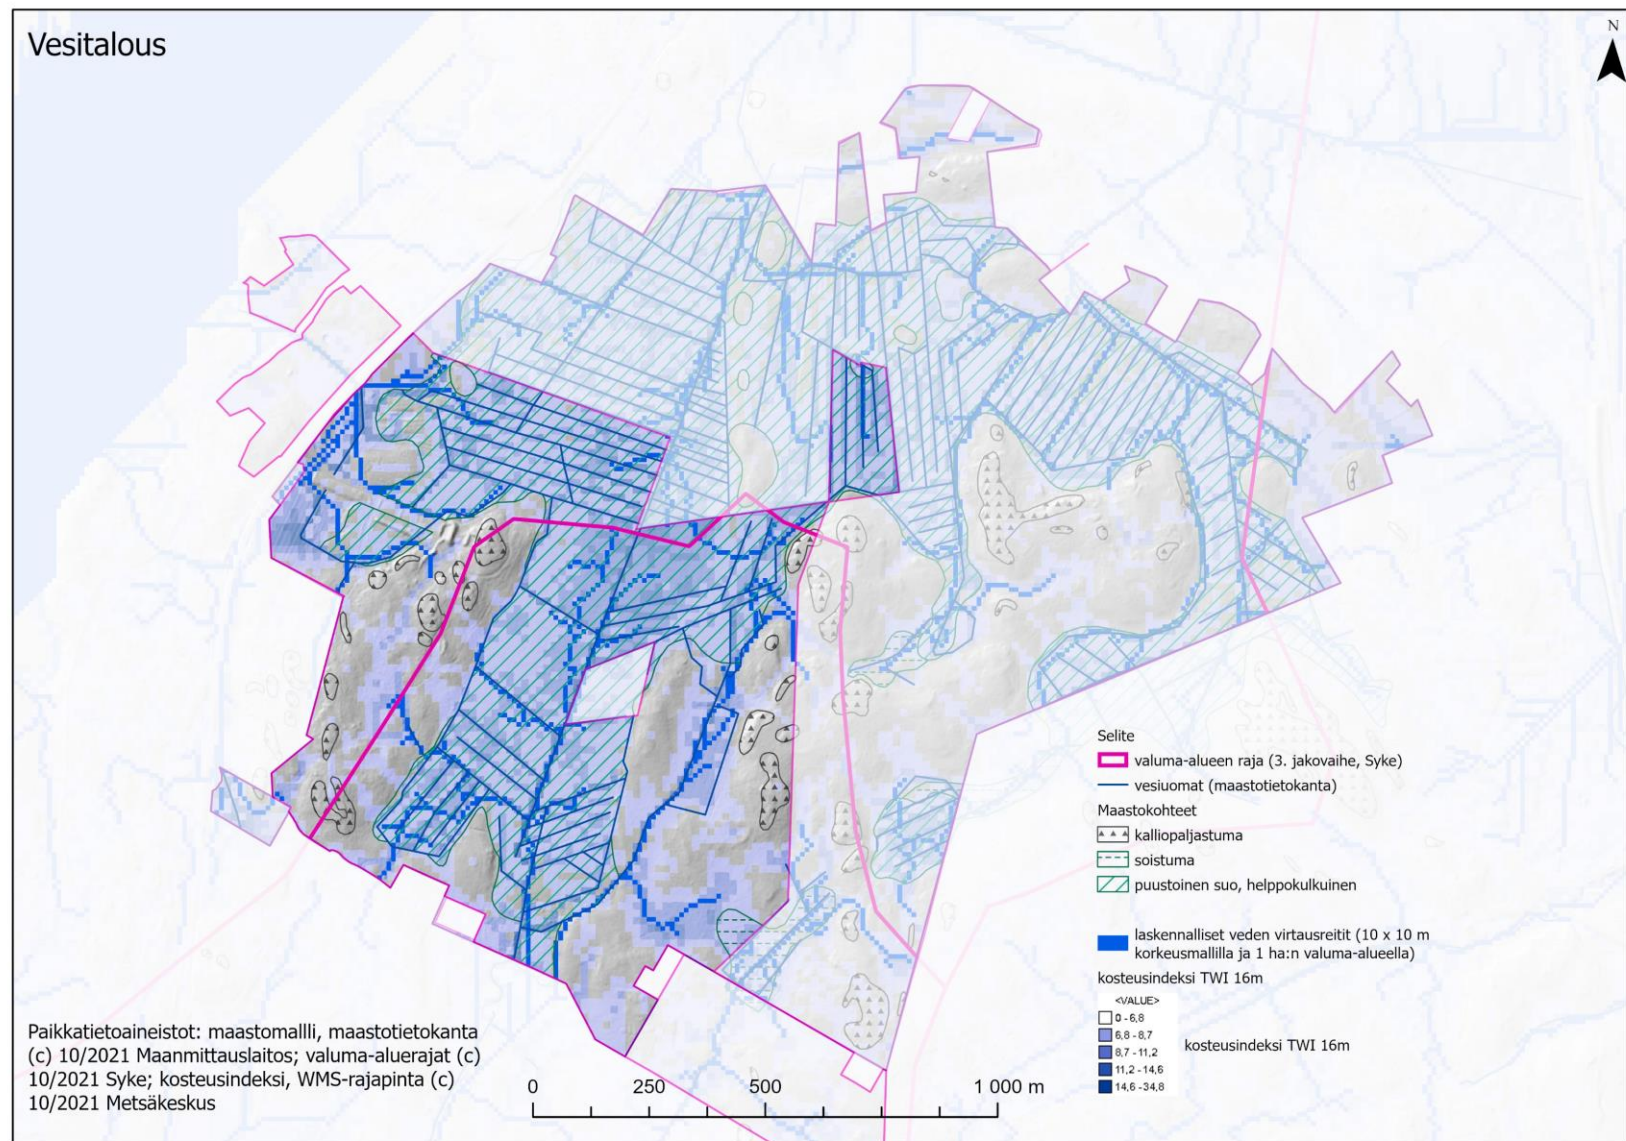 Vesitalous
N
Selite
valuma-alueen raja (3. jakovaihe, Syke)
vesiuomat (maastotietokanta)
Maastokohteet
kalliopaljastuma
soistuma
puustoinen suo, helppokulkuinen
laskennalliset veden virtausreitit (10 x 10 m
korkeusmallilla ja 1 ha:n valuma-alueella)
kosteusindeksi TWI 16m
<VALUE>
0 - 6,8
6,8 - 8,7
8,7 - 11,2
11,2 - 14,6
14,6 -34,8
kosteusindeksi TWI 16m
Paikkatietoaineistot: maastomallli, maastotietokanta
(c) 10/2021 Maanmittauslaitos; valuma-aluerajat (c)
10/2021 Syke; kosteusindeksi, WMS-rajapinta (c)
10/2021 Metsäkeskus
0 250 500 1 000 m